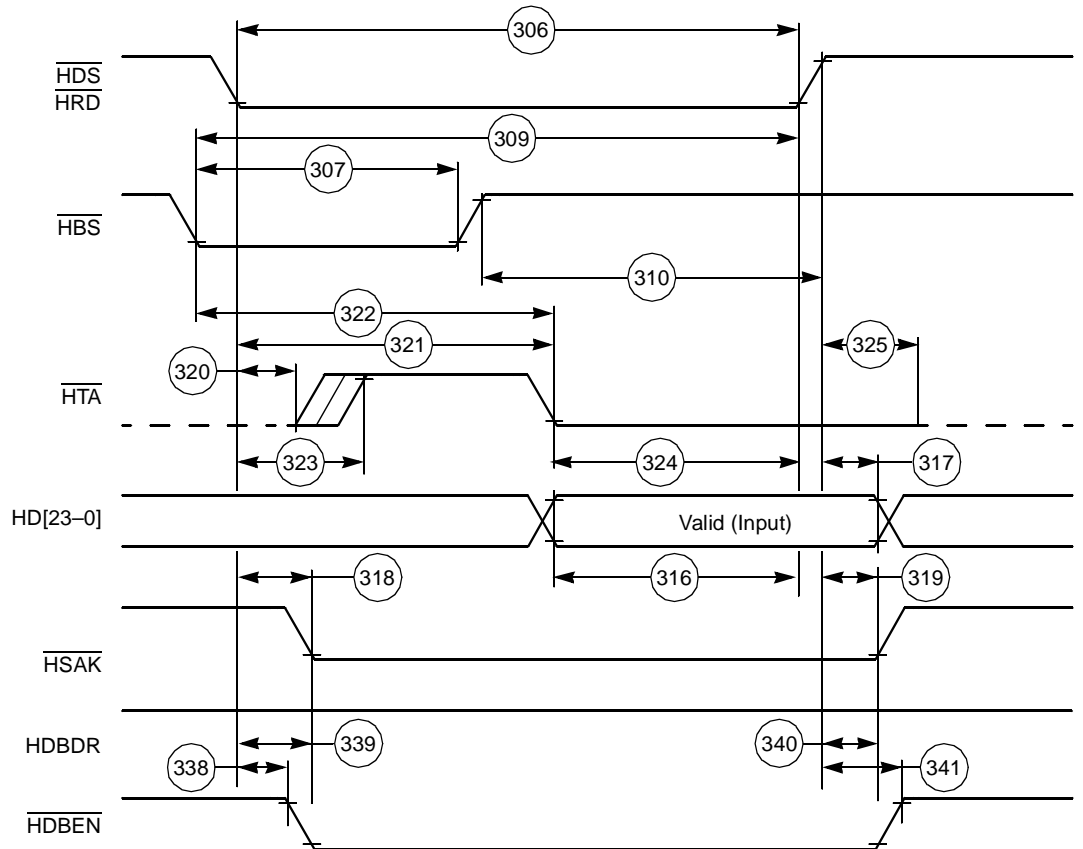 306
HDS
HRD
309
307
HBS
310
322
321
325
320
HTA
323
324
317
HD[23–0]
Valid (Input)
318
316
319
HSAK
HDBDR
339
340
338
341
HDBEN